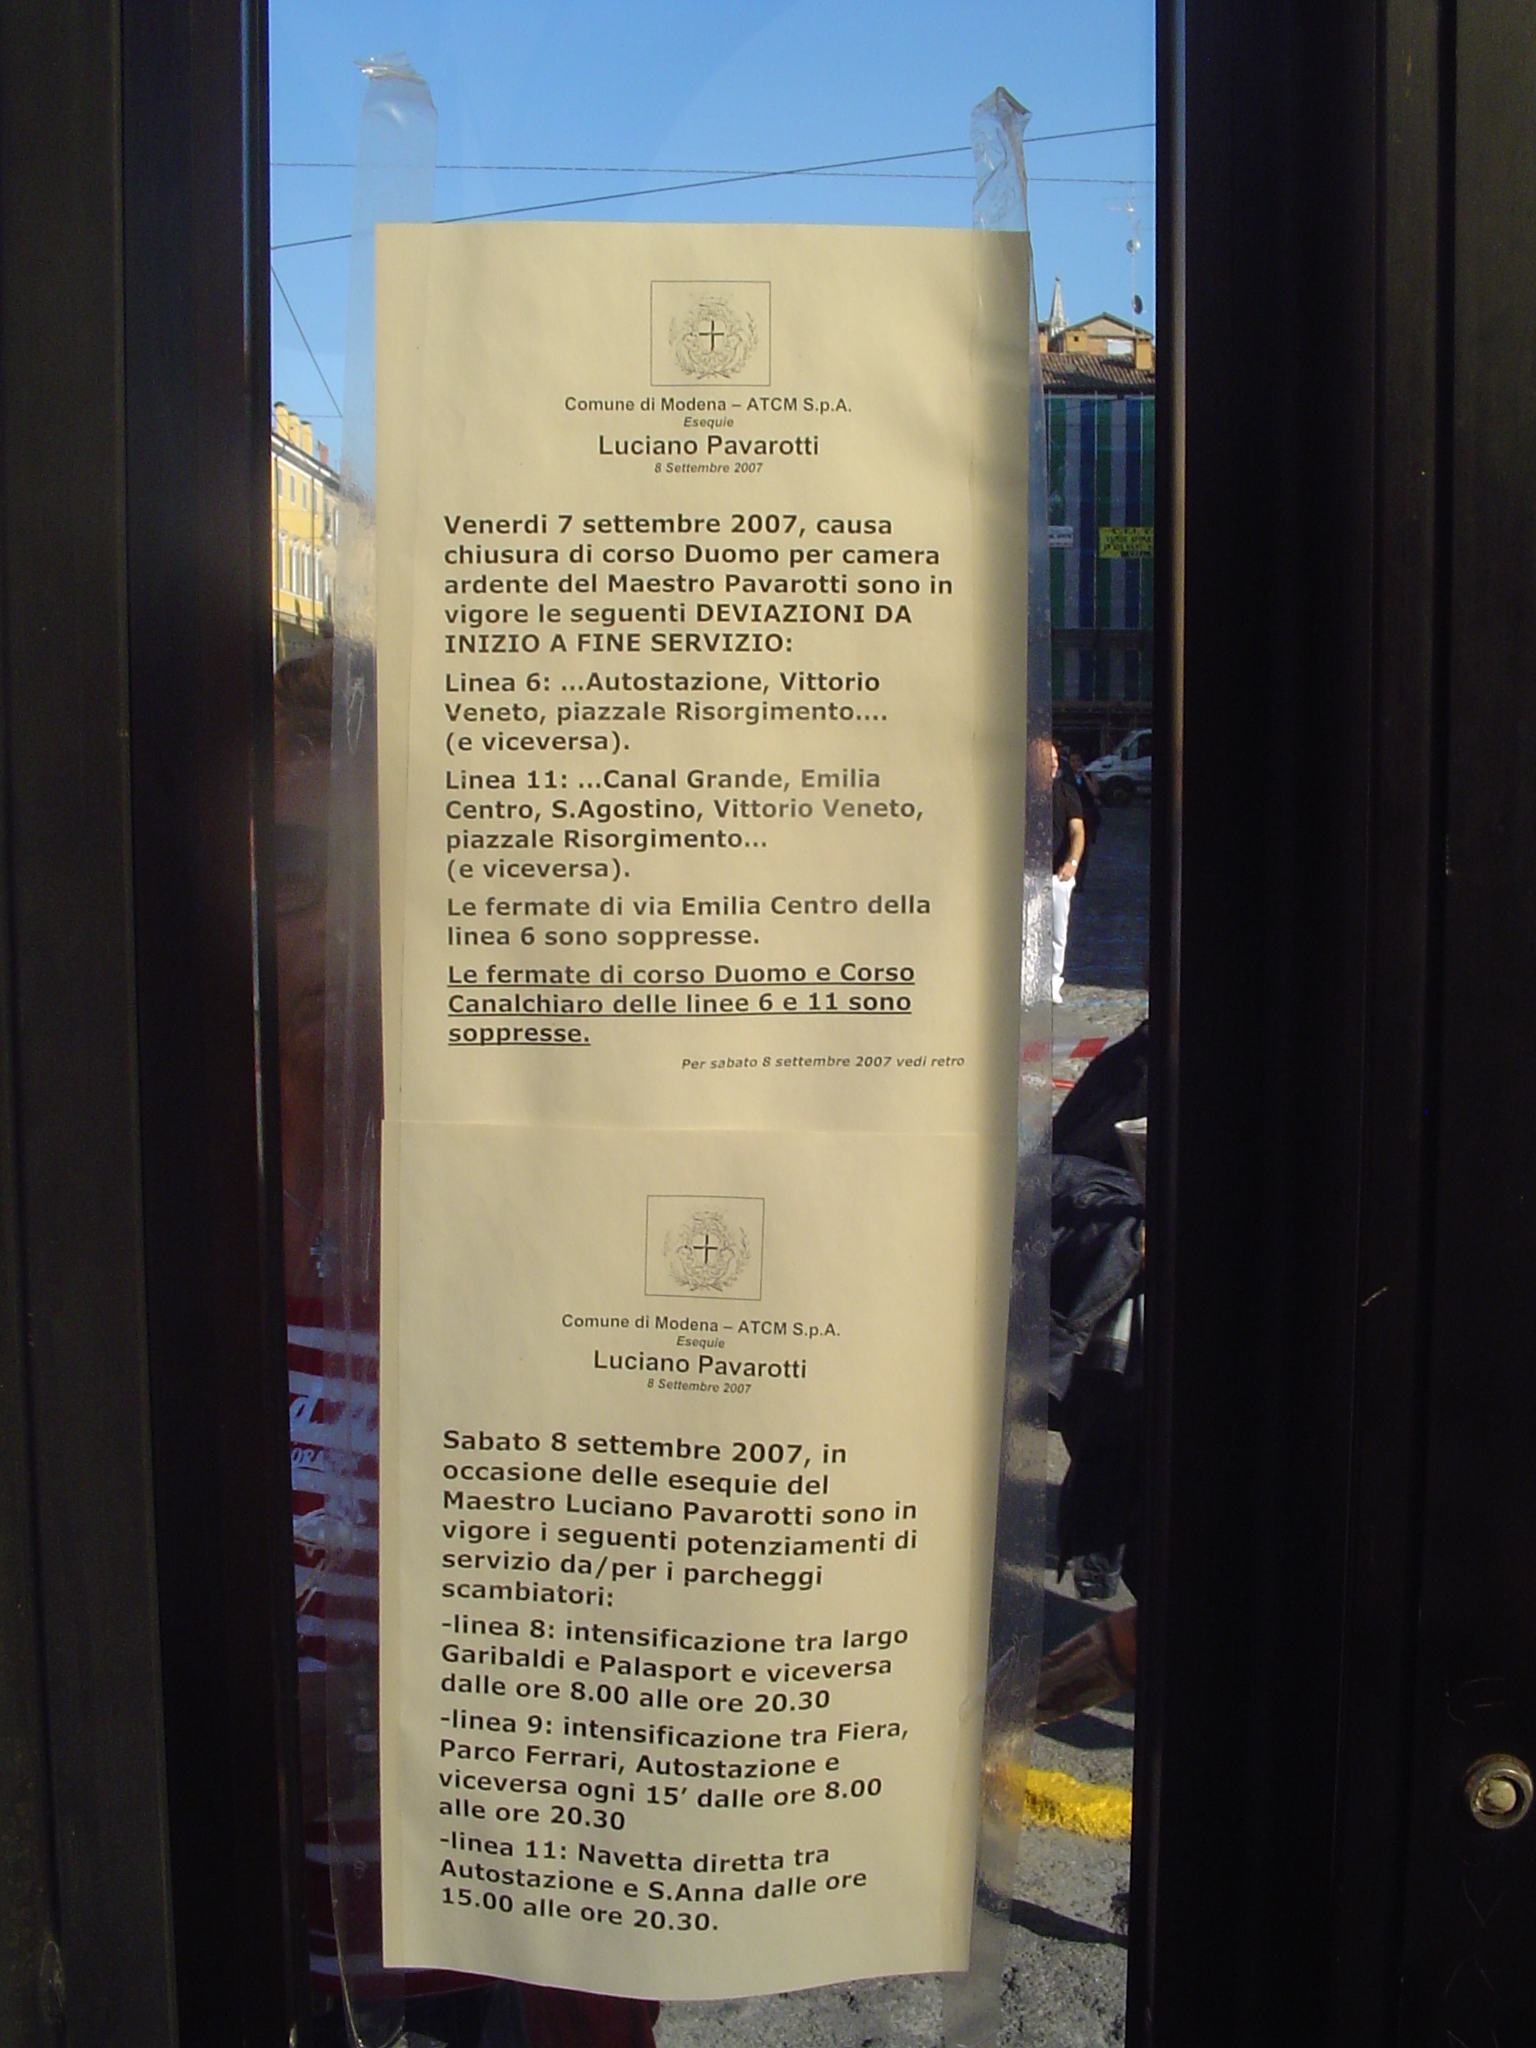 Comune di Modena – ATCM S.p.A.
Esequie
Luciano Pavarotti
8 Settembre 2007
Venerdi 7 settembre 2007, causa
chiusura di corso Duomo per camera
ardente del Maestro Pavarotti sono in
vigore le seguenti DEVIAZIONI DA
INIZIO A FINE SERVIZIO:
Linea 6: ...Autostazione, Vittorio
Veneto, piazzale Risorgimento....
(e viceversa).
Linea 11: ...Canal Grande, Emilia
Centro, S.Agostino, Vittorio Veneto,
piazzale Risorgimento...
(e viceversa).
Le fermate di via Emilia Centro della
linea 6 sono soppresse.
Le fermate di corso Duomo e Corso
Canalchiaro delle linee 6 e 11 sono
soppresse.
Per sabato 8 settembre 2007 vedi retro
Comune di Modena – ATCM S.p.A.
Esequie
Luciano Pavarotti
8 Settembre 2007
Sabato 8 settembre 2007, in
occasione delle esequie del
Maestro Luciano Pavarotti sono in
vigore i seguenti potenziamenti di
servizio da/per i parcheggi
scambiatori:
-linea 8: intensificazione tra largo
Garibaldi e Palasport e viceversa
dalle ore 8.00 alle ore 20.30
-linea 9: intensificazione tra Fiera,
Parco Ferrari, Autostazione e
viceversa ogni 15’ dalle ore 8.00
alle ore 20.30
-linea 11: Navetta diretta tra
Autostazione e S.Anna dalle ore
15.00 alle ore 20.30.